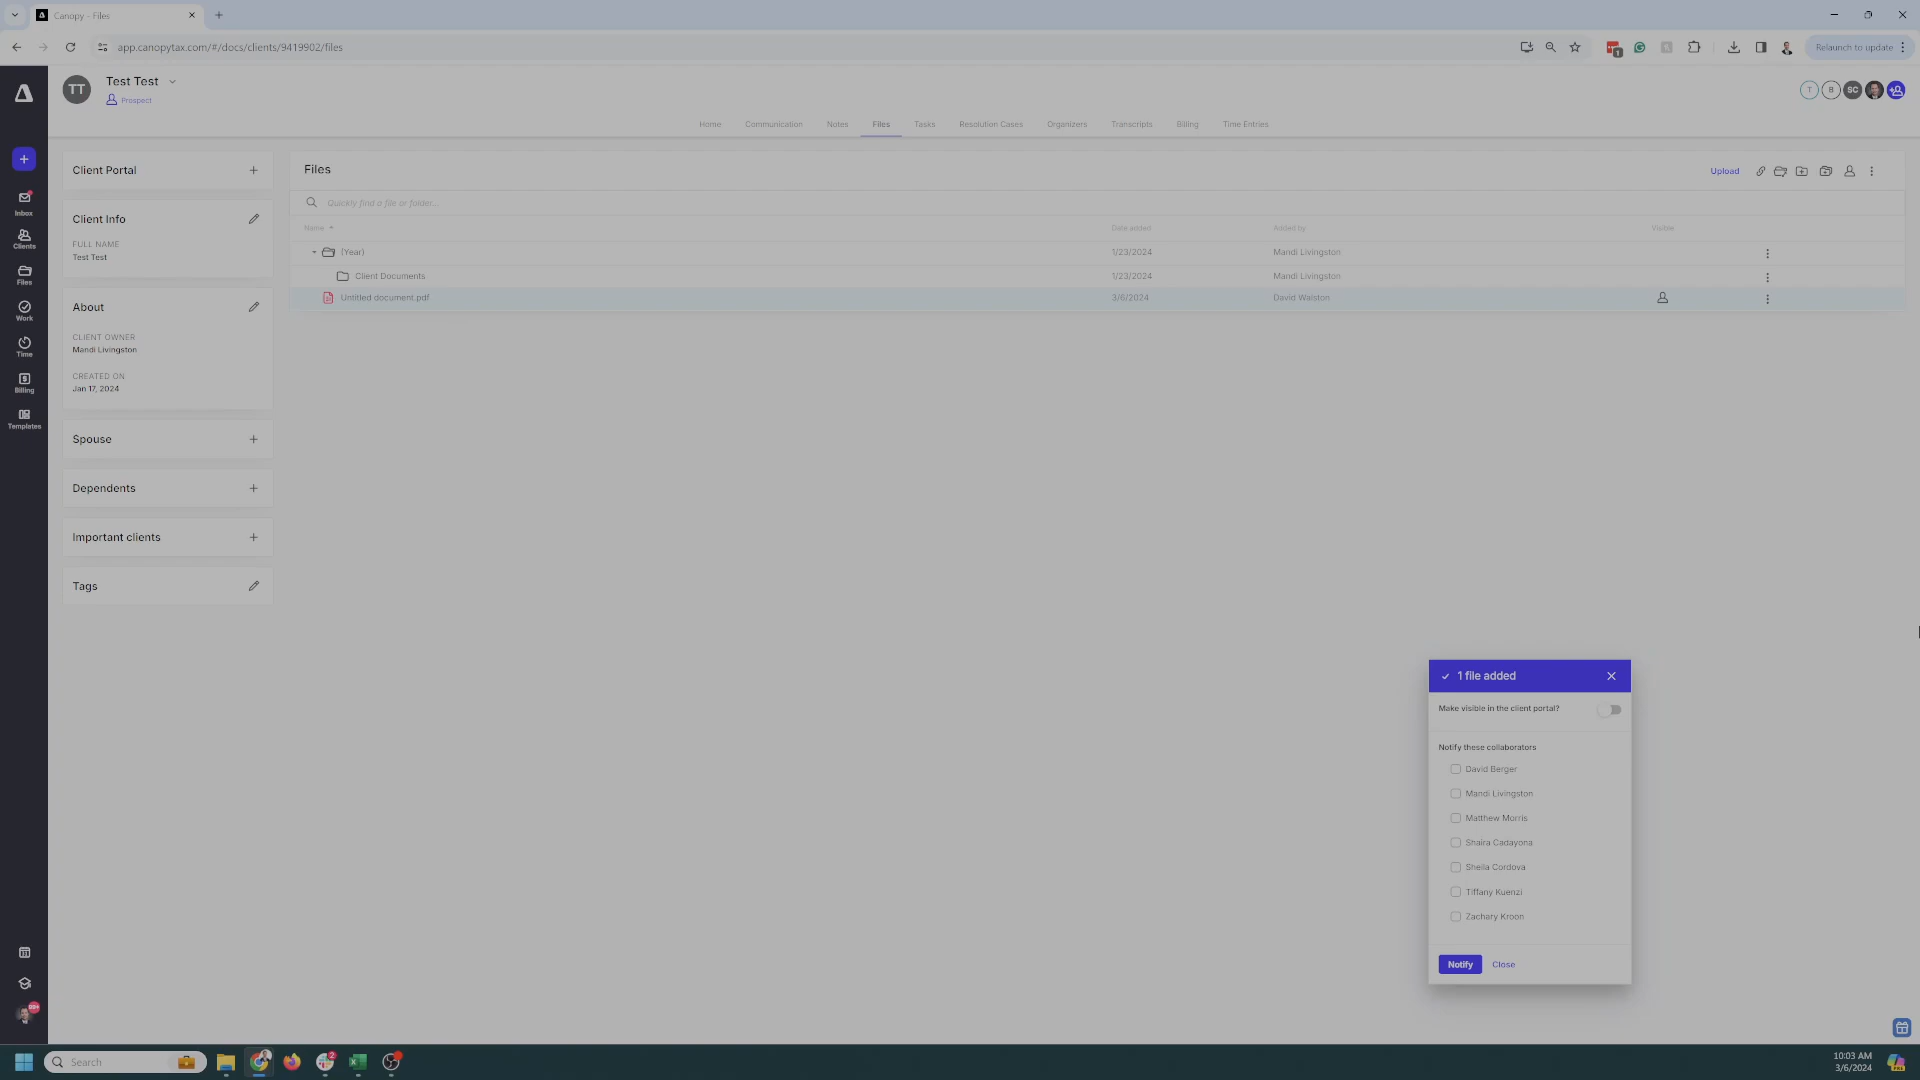 Canopy - Files
app.canopytax.com/#/docs/clients/9419902/files
1
Relaunch to update
TT
Test Test
Prospect
T
B
SC
Home Communication Notes Files Tasks Resolution Cases Organizers Transcripts Billing Time Entries
Inbox
Clients
Files
Work
Time
Billing
Templates
99+
Client Portal
Client Info
FULL NAME
Test Test
About
CLIENT OWNER
Mandi Livingston
CREATED ON
Jan 17, 2024
Spouse
Dependents
Important clients
Tags
Files
Upload
Quickly find a file or folder...
Name Date added Added by Visible
(Year) 1/23/2024 Mandi Livingston
Client Documents 1/23/2024 Mandi Livingston
Untitled document.pdf 3/6/2024 David Walston
1 file added
Make visible in the client portal?
Notify these collaborators
David Berger
Mandi Livingston
Matthew Morris
Shaira Cadayona
Sheila Cordova
Tiffany Kuenzi
Zachary Kroon
Notify Close
Search
2
10:03 AM
3/6/2024